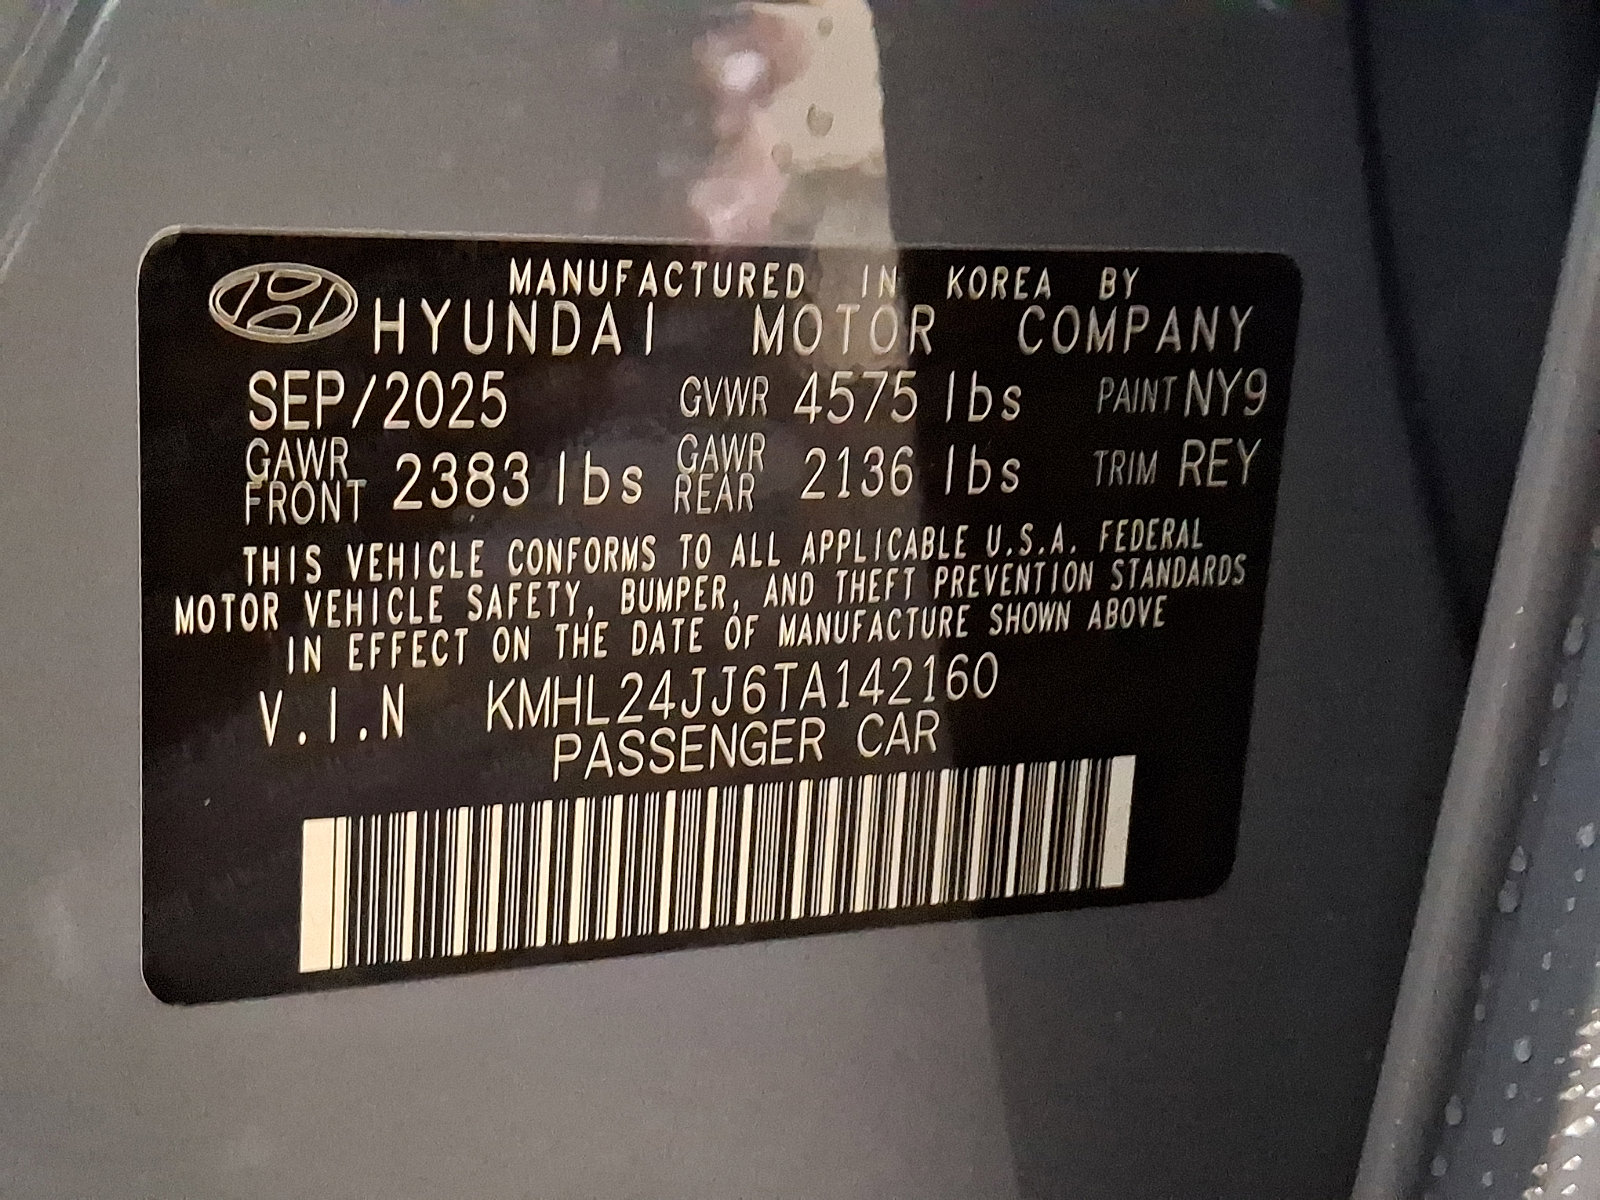 MANUFACTURED IN KOREA BY
HYUNDAI MOTOR COMPANY
SEP/2025 GVWR 4575 lbs PAINT NY9
GAWR FRONT 2383 lbs GAWR REAR 2136 lbs TRIM REY
THIS VEHICLE CONFORMS TO ALL APPLICABLE U.S.A. FEDERAL
MOTOR VEHICLE SAFETY, BUMPER, AND THEFT PREVENTION STANDARDS
IN EFFECT ON THE DATE OF MANUFACTURE SHOWN ABOVE
V.I.N KMHL24JJ6TA142160
PASSENGER CAR